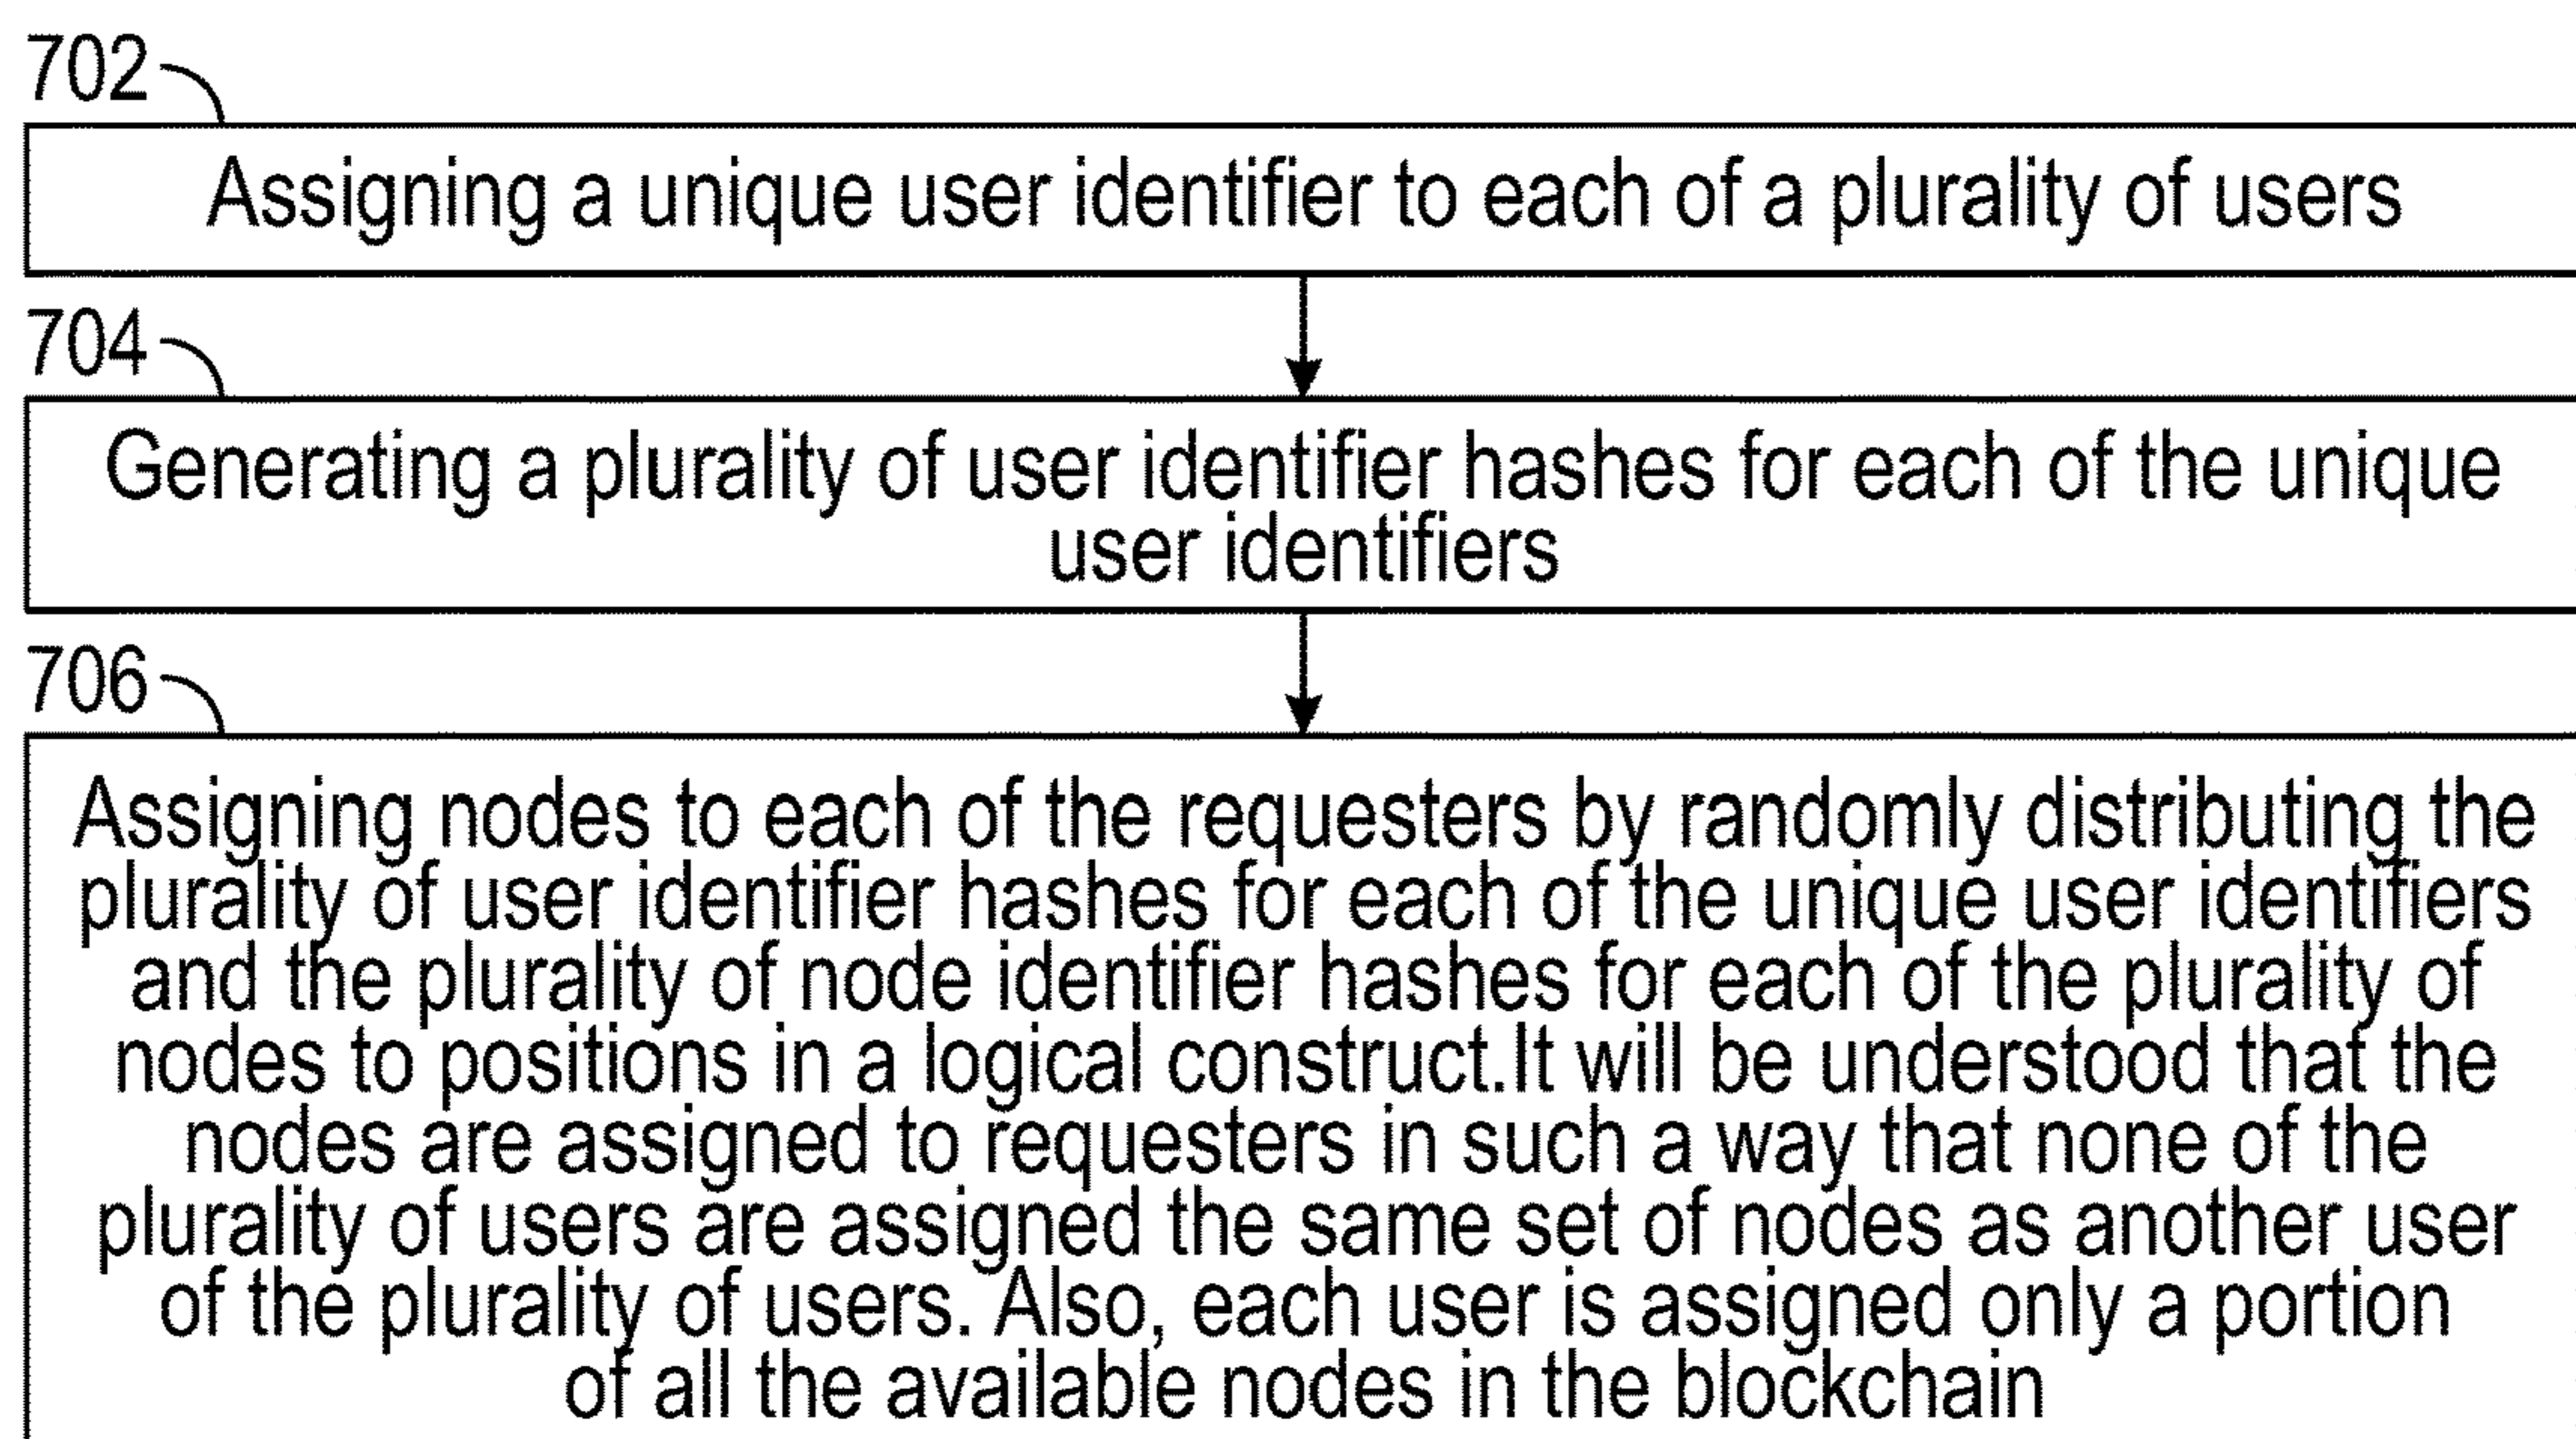 702
Assigning a unique user identifier to each of a plurality of users
704
Generating a plurality of user identifier hashes for each of the unique
user identifiers
706
Assigning nodes to each of the requesters by randomly distributing the
plurality of user identifier hashes for each of the unique user identifiers
and the plurality of node identifier hashes for each of the plurality of
nodes to positions in a logical construct.It will be understood that the
nodes are assigned to requesters in such a way that none of the
plurality of users are assigned the same set of nodes as another user
of the plurality of users. Also, each user is assigned only a portion
of all the available nodes in the blockchain